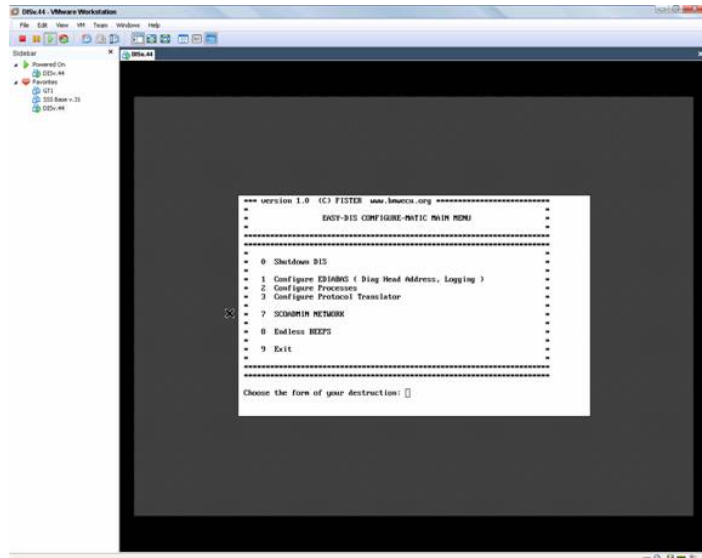 DISv.44 - VMware Workstation
File Edit View VM Team Windows Help
Sidebar
Powered On
DISv.44
Favorites
GT1
SSS Base v.31
DISv.44
DISv.44
=== version 1.0 (C) FISTER www.bmwecu.org ===
EASY-DIS CONFIGURE-MATIC MAIN MENU
0 Shutdown DIS
1 Configure EDIABAS ( Diag Head Address, Logging )
2 Configure Processes
3 Configure Protocol Translator
7 SCOADMIN NETWORK
8 Endless BEEPS
9 Exit
Choose the form of your destruction: